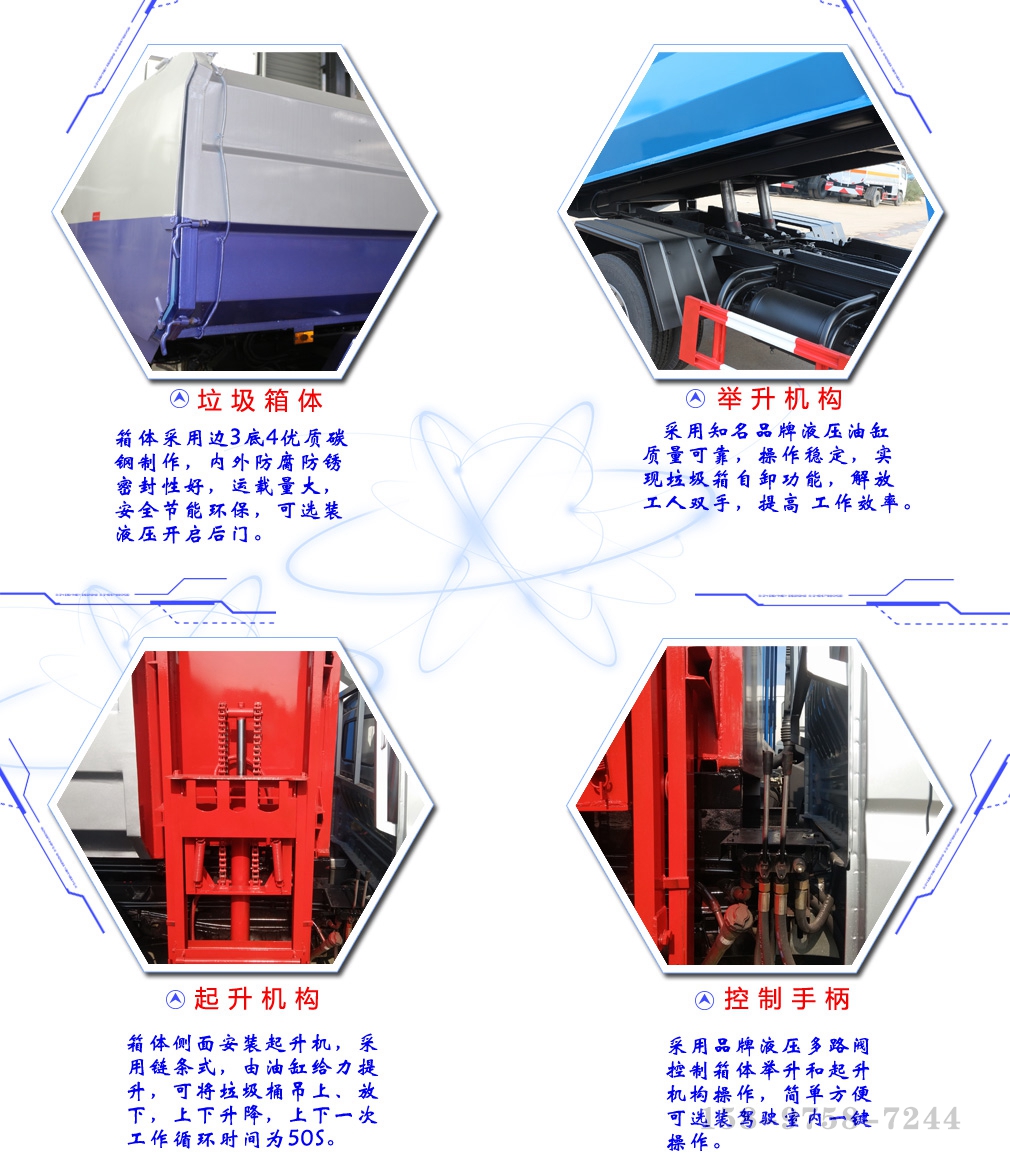 垃圾箱体
箱体采用边3底4优质碳
钢制作，内外防腐防锈
密封性好，运载量大，
安全节能环保，可选装
液压开启后门。
举升机构
采用知名品牌液压油缸
质量可靠，操作稳定，实
现垃圾箱自卸功能，解放
工人双手，提高 工作效率。
起升机构
箱体侧面安装起升机，采
用链条式，由油缸给力提
升，可将垃圾桶吊上、放
下，上下升降，上下一次
工作循环时间为50S。
控制手柄
采用品牌液压多路阀
控制箱体举升和起升
机构操作，简单方便
可选装驾驶室内一键
操作。